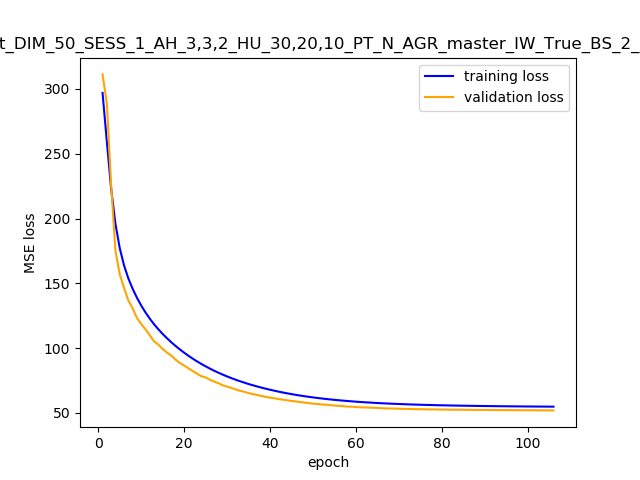 t_DIM_50_SESS_1_AH_3,3,2_HU_30,20,10_PT_N_AGR_master_IW_True_BS_2_
training loss
validation loss
300
250
200
150
100
50
MSE loss
0 20 40 60 80 100
epoch